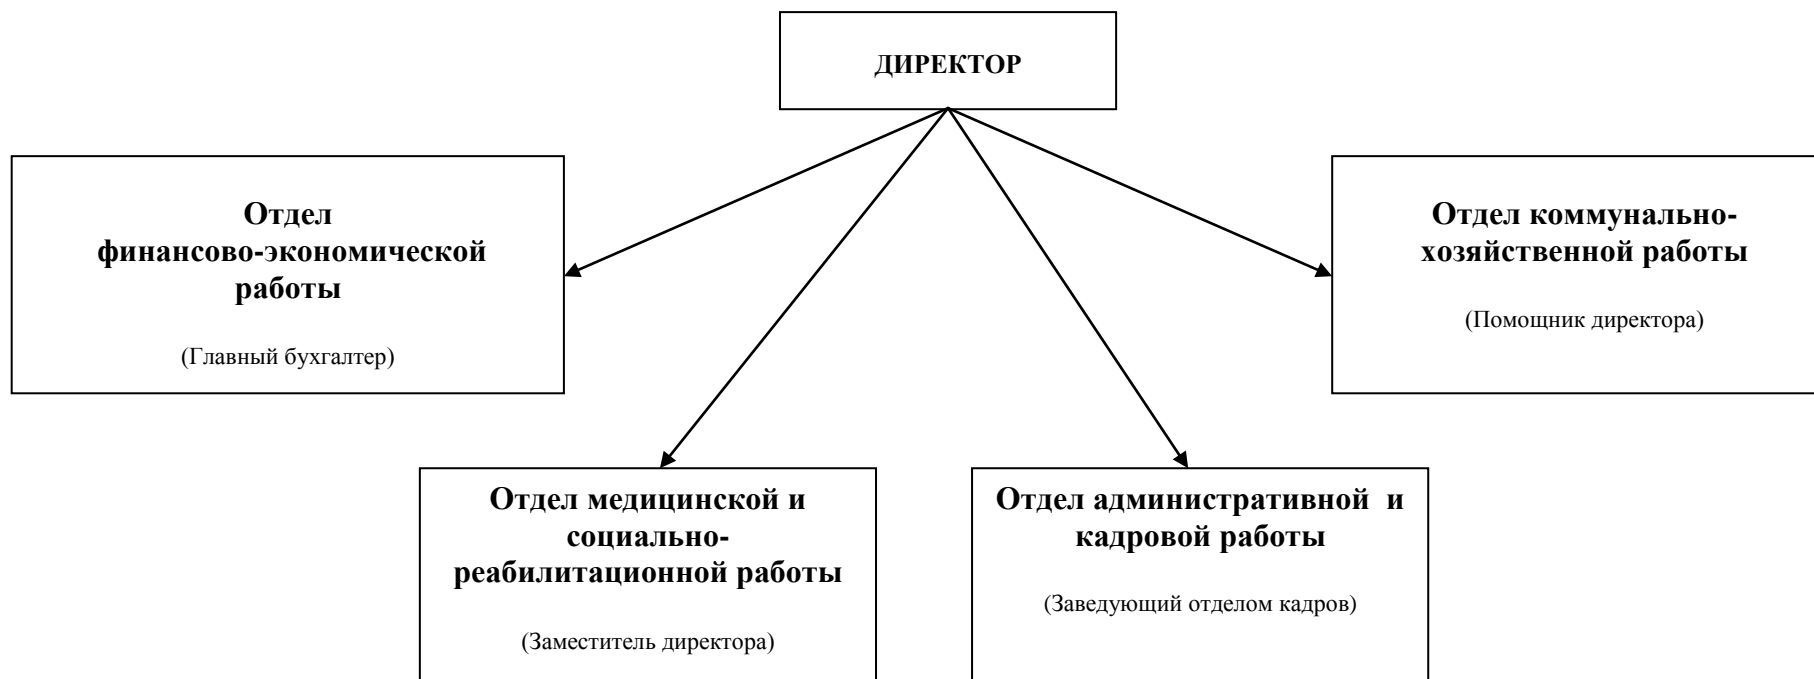 ДИРЕКТОР
Отдел
финансово-экономической
работы
(Главный бухгалтер)
Отдел коммунально-
хозяйственной работы
(Помощник директора)
Отдел медицинской и
социально-
реабилитационной работы
(Заместитель директора)
Отдел административной  и
кадровой работы
(Заведующий отделом кадров)